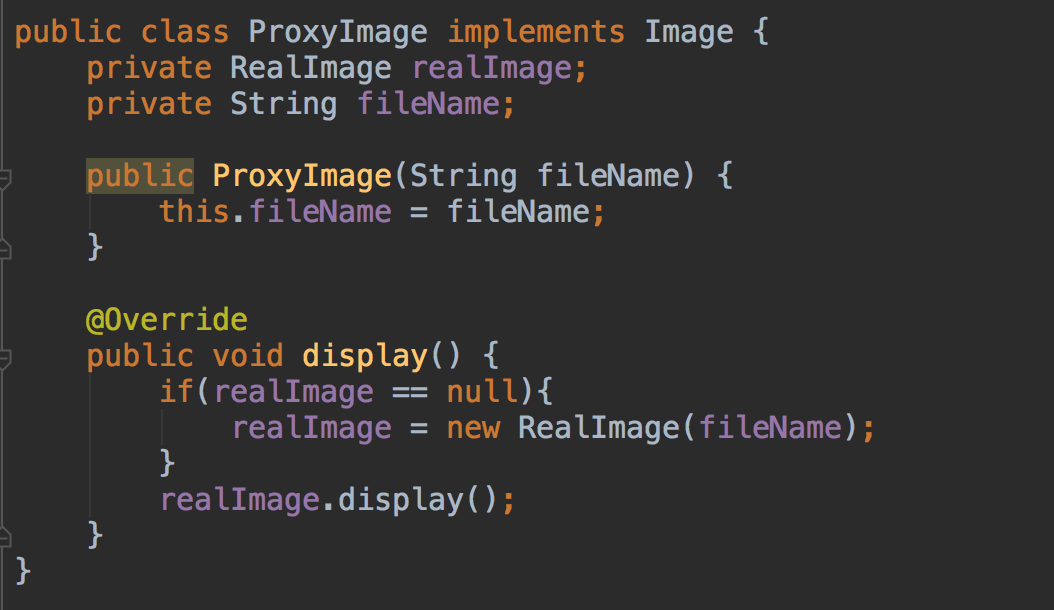 public class ProxyImage implements Image {
    private RealImage realImage;
    private String fileName;

    public ProxyImage(String fileName) {
        this.fileName = fileName;
    }

    @Override
    public void display() {
        if(realImage == null){
            realImage = new RealImage(fileName);
        }
        realImage.display();
    }
}